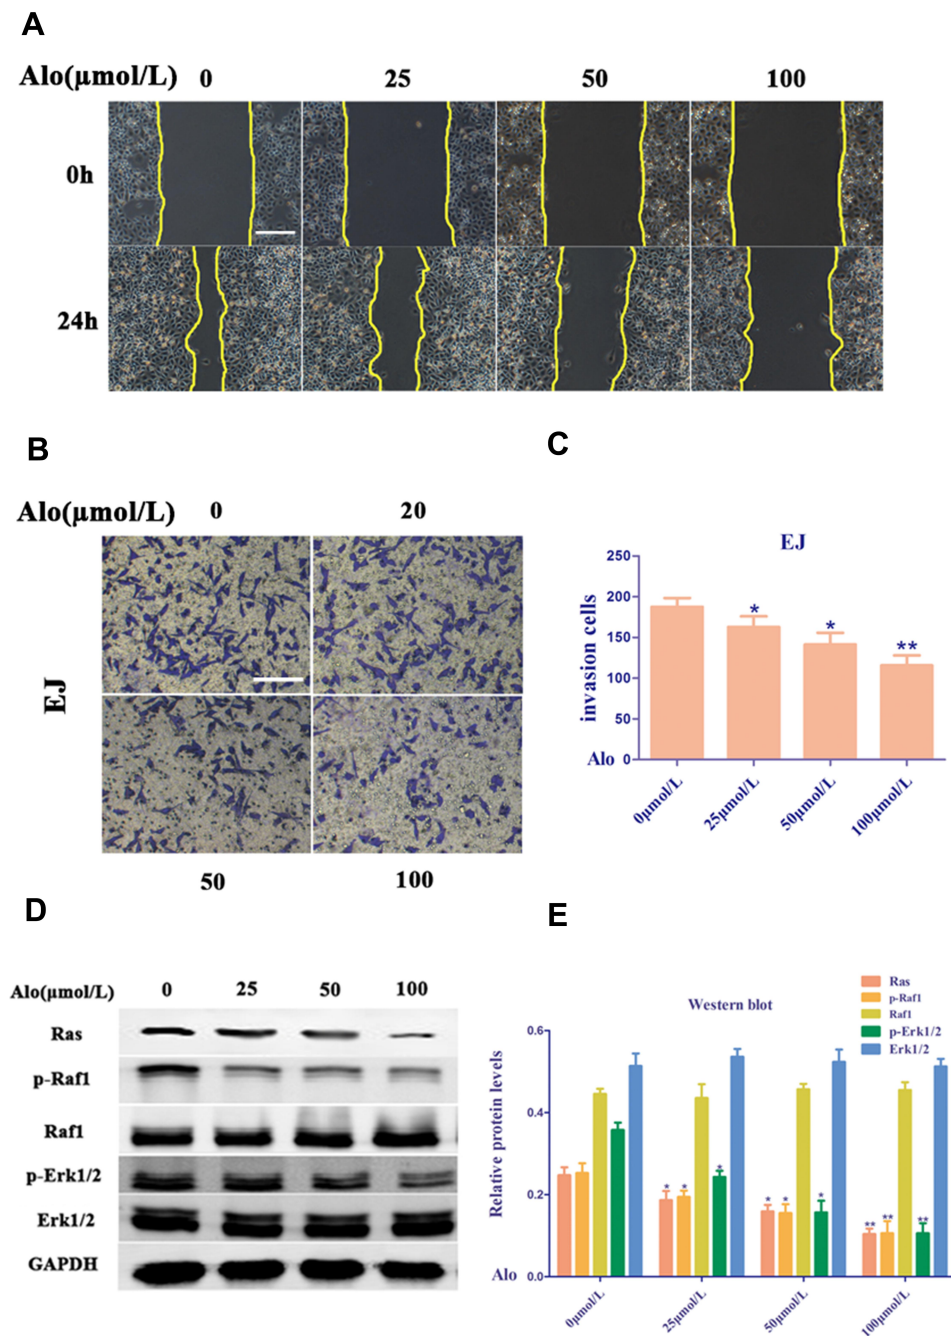 A
Alo(µmol/L) 0 25 50 100
0h
24h
B
Alo(µmol/L) 0 20
EJ
50 100
C
EJ
invasion cells
250
200
150
100
50
0
* * **
Alo
0µmol/L 25µmol/L 50µmol/L 100µmol/L
D
Alo(µmol/L) 0 25 50 100
Ras
p-Raf1
Raf1
p-Erk1/2
Erk1/2
GAPDH
E
Western blot
Ras
p-Raf1
Raf1
p-Erk1/2
Erk1/2
Relative protein levels
0.6
0.4
0.2
0.0
* * * * * * ** ** **
Alo
0µmol/L 25µmol/L 50µmol/L 100µmol/L